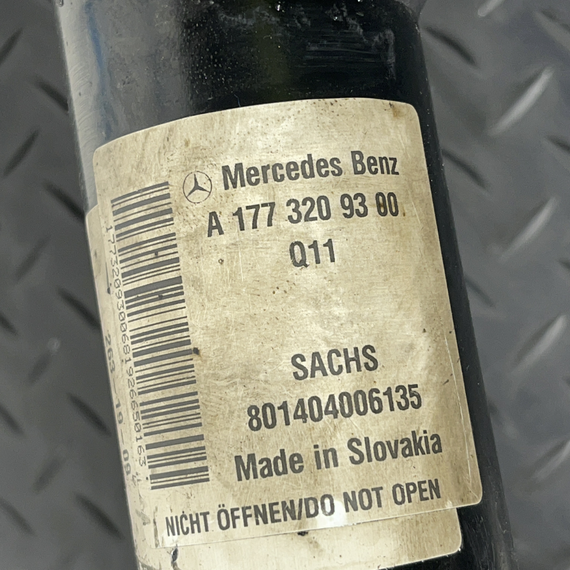 Mercedes Benz
A 177 320 93 00
Q11
SACHS
801404006135
Made in Slovakia
NICHT ÖFFNEN/DO NOT OPEN